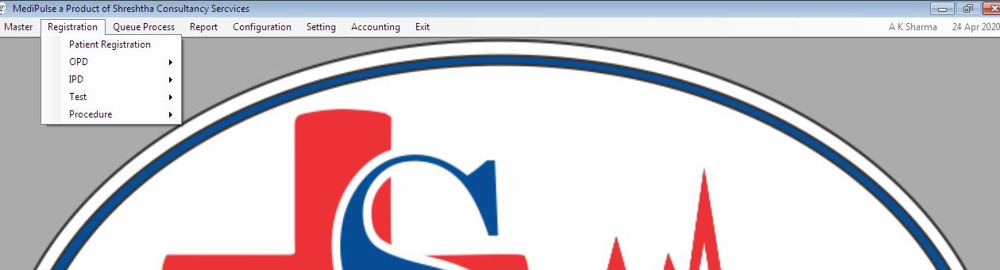 MediPulse a Product of Shreshtha Consultancy Sercvices
Master Registration Queue Process Report Configuration Setting Accounting Exit A K Sharma 24 Apr 2020
Patient Registration
OPD
IPD
Test
Procedure
S